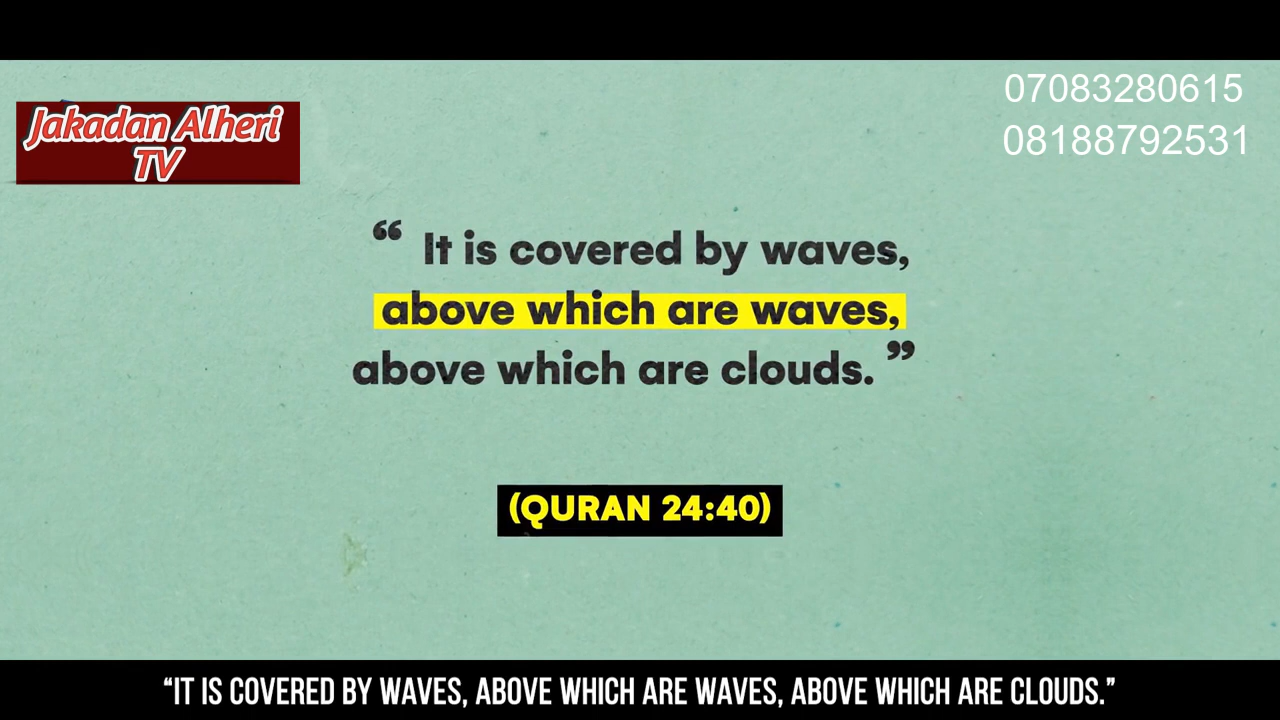 Jakadan Alheri
TV
07083280615
08188792531
“ It is covered by waves,
above which are waves,
above which are clouds. ”
(QURAN 24:40)
“IT IS COVERED BY WAVES, ABOVE WHICH ARE WAVES, ABOVE WHICH ARE CLOUDS.”